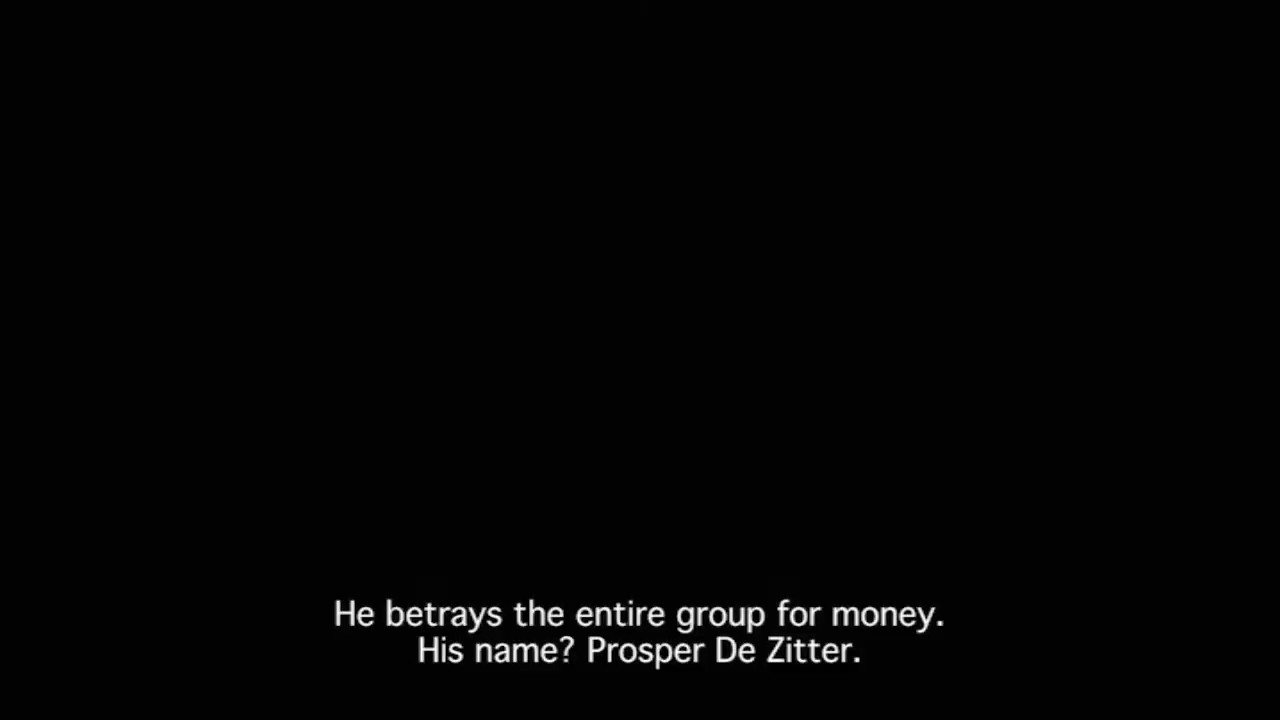 He betrays the entire group for money.
His name? Prosper De Zitter.